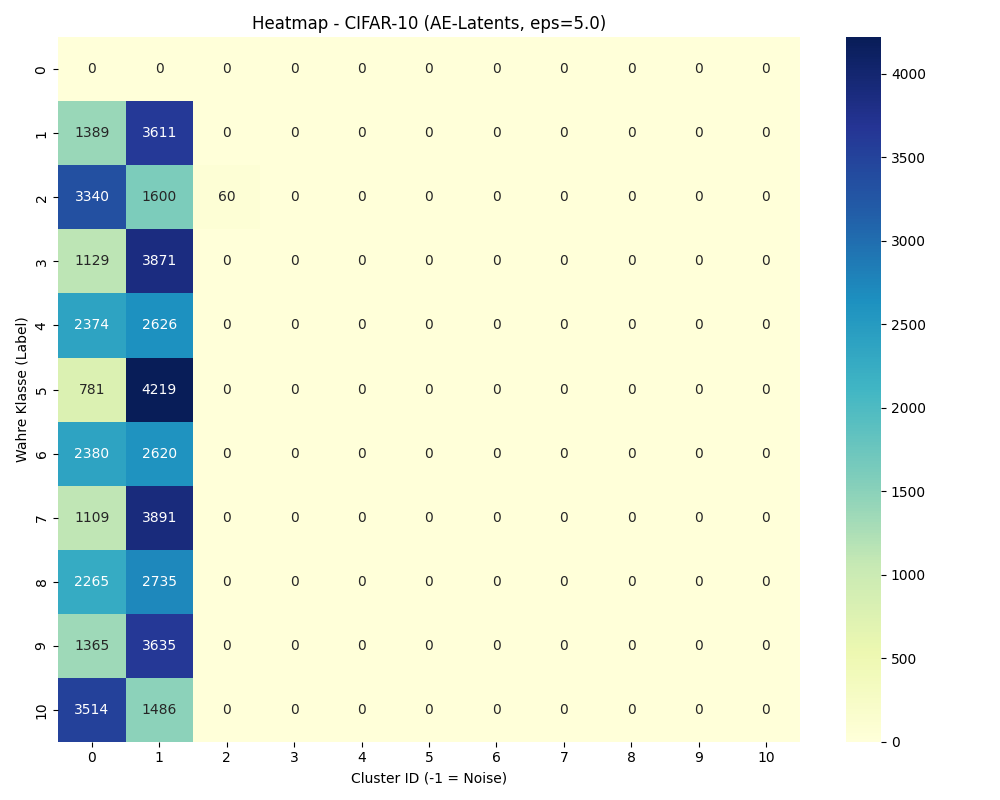 Heatmap - CIFAR-10 (AE-Latents, eps=5.0)
0 0 0 0 0 0 0 0 0 0 0 0
1 1389 3611 0 0 0 0 0 0 0 0 0
2 3340 1600 60 0 0 0 0 0 0 0 0
3 1129 3871 0 0 0 0 0 0 0 0 0
4 2374 2626 0 0 0 0 0 0 0 0 0
5 781 4219 0 0 0 0 0 0 0 0 0
6 2380 2620 0 0 0 0 0 0 0 0 0
7 1109 3891 0 0 0 0 0 0 0 0 0
8 2265 2735 0 0 0 0 0 0 0 0 0
9 1365 3635 0 0 0 0 0 0 0 0 0
10 3514 1486 0 0 0 0 0 0 0 0 0
0 1 2 3 4 5 6 7 8 9 10
Cluster ID (-1 = Noise)
Wahre Klasse (Label)
4000
3500
3000
2500
2000
1500
1000
500
0